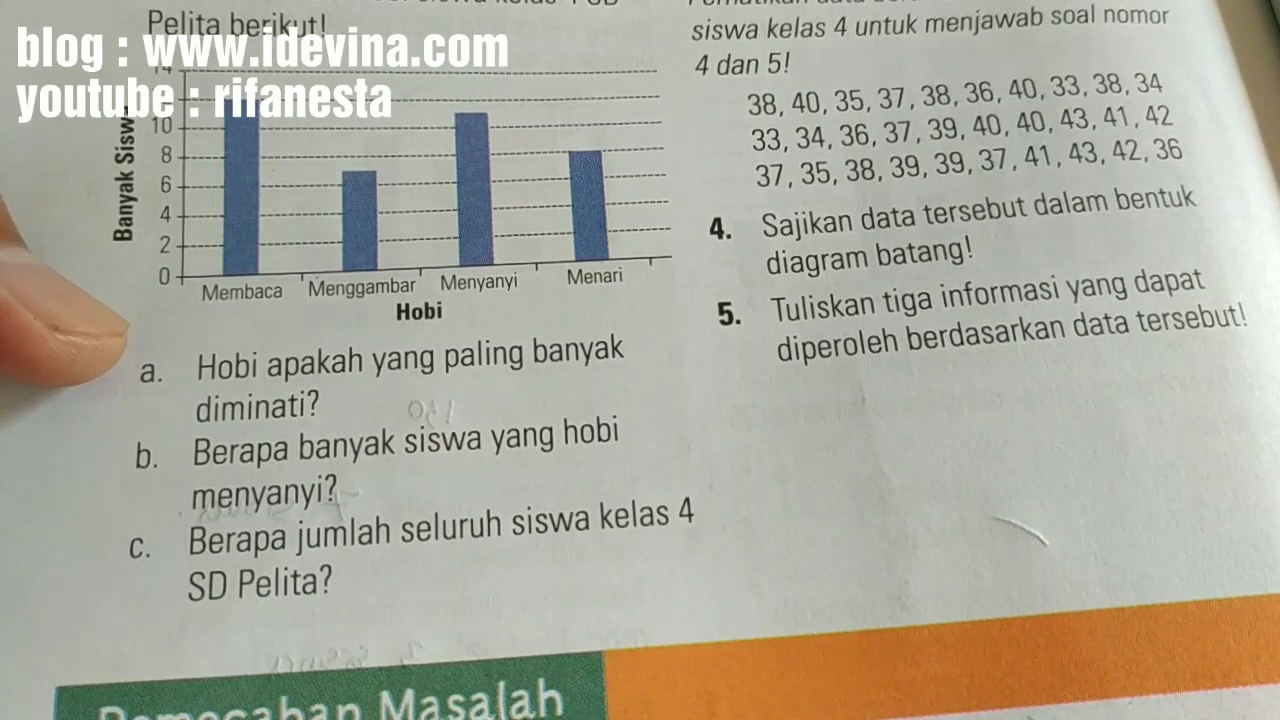 Pelita berikut!
blog : www.idevina.com
youtube : rifanesta
14
10
8
6
4
2
0
Banyak Sisw
Membaca Menggambar Menyanyi Menari
Hobi
a. Hobi apakah yang paling banyak
diminati?
b. Berapa banyak siswa yang hobi
menyanyi?
c. Berapa jumlah seluruh siswa kelas 4
SD Pelita?
siswa kelas 4 untuk menjawab soal nomor
4 dan 5!
38, 40, 35, 37, 38, 36, 40, 33, 38, 34
33, 34, 36, 37, 39, 40, 40, 43, 41, 42
37, 35, 38, 39, 39, 37, 41, 43, 42, 36
4. Sajikan data tersebut dalam bentuk
diagram batang!
5. Tuliskan tiga informasi yang dapat
diperoleh berdasarkan data tersebut!
Pemecahan Masalah